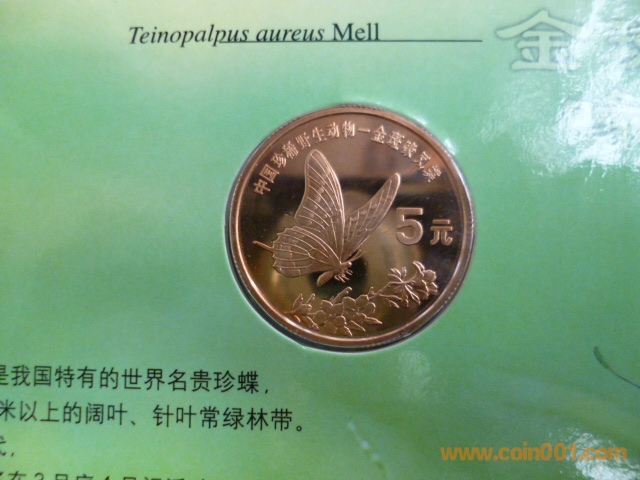 Teinopalpus aureus Mell
金
中国珍稀野生动物—金斑喙凤蝶
5元
是我国特有的世界名贵珍蝶，
米以上的阔叶、针叶常绿林带。
www.coin001.com